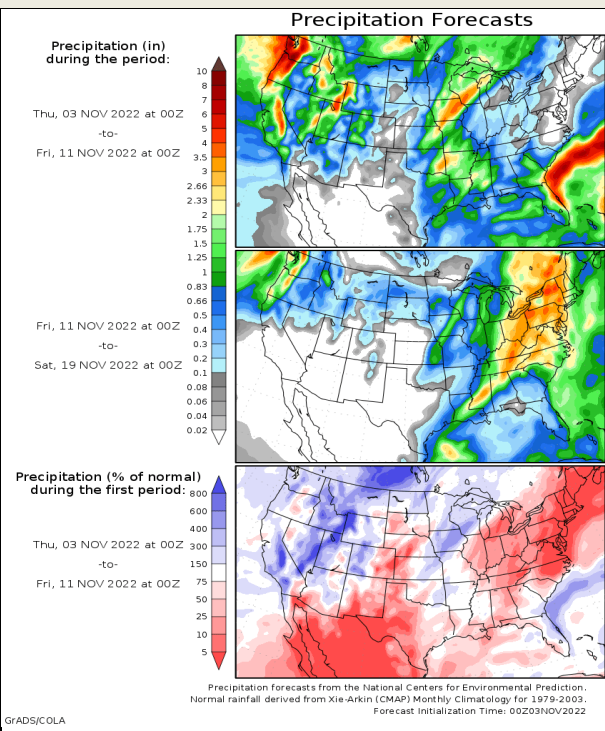 Precipitation Forecasts
Precipitation (in)
during the period:
Thu, 03 NOV 2022 at 00Z
-to-
Fri, 11 NOV 2022 at 00Z
10
8
7
6
5
4
3.5
3
2.66
2.33
2
1.75
1.5
1.25
1
0.83
0.66
0.5
0.4
0.3
0.2
0.1
0.08
0.06
0.04
0.02
Fri, 11 NOV 2022 at 00Z
-to-
Sat, 19 NOV 2022 at 00Z
Precipitation (% of normal)
during the first period:
Thu, 03 NOV 2022 at 00Z
-to-
Fri, 11 NOV 2022 at 00Z
800
600
400
300
150
75
50
25
10
5
Precipitation forecasts from the National Centers for Environmental Prediction.
Normal rainfall derived from Xie-Arkin (CMAP) Monthly Climatology for 1979-2003.
Forecast Initialization Time: 00Z03NOV2022
GrADS/COLA